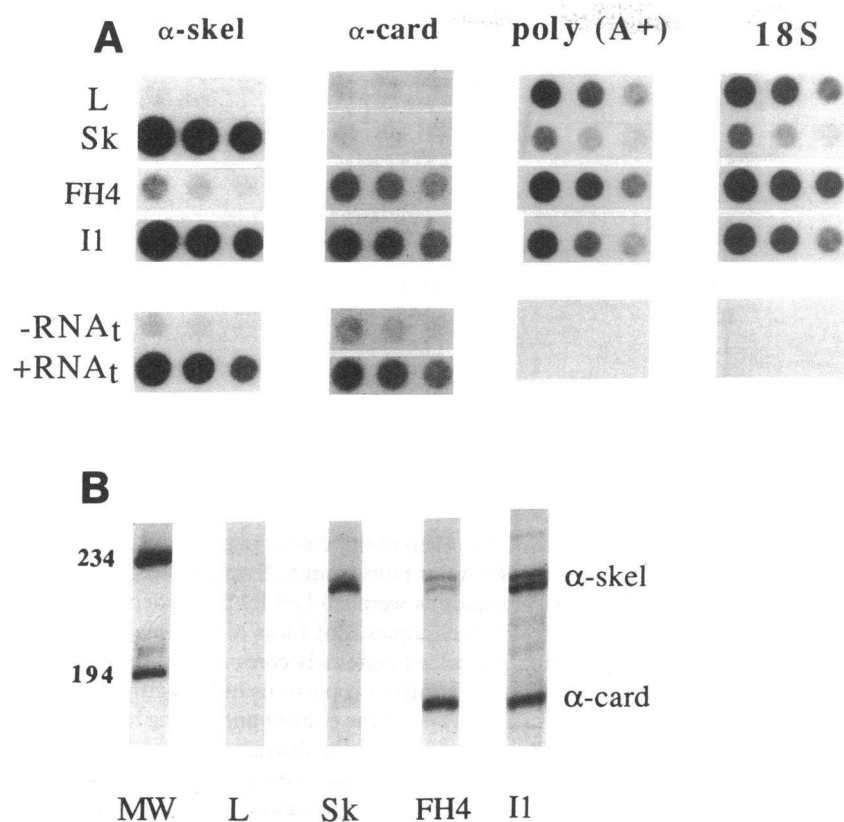 A
α-skel α-card poly (A+) 18S
L
Sk
FH4
I1
-RNAt
+RNAt
B
234
194
α-skel
α-card
MW L Sk FH4 I1